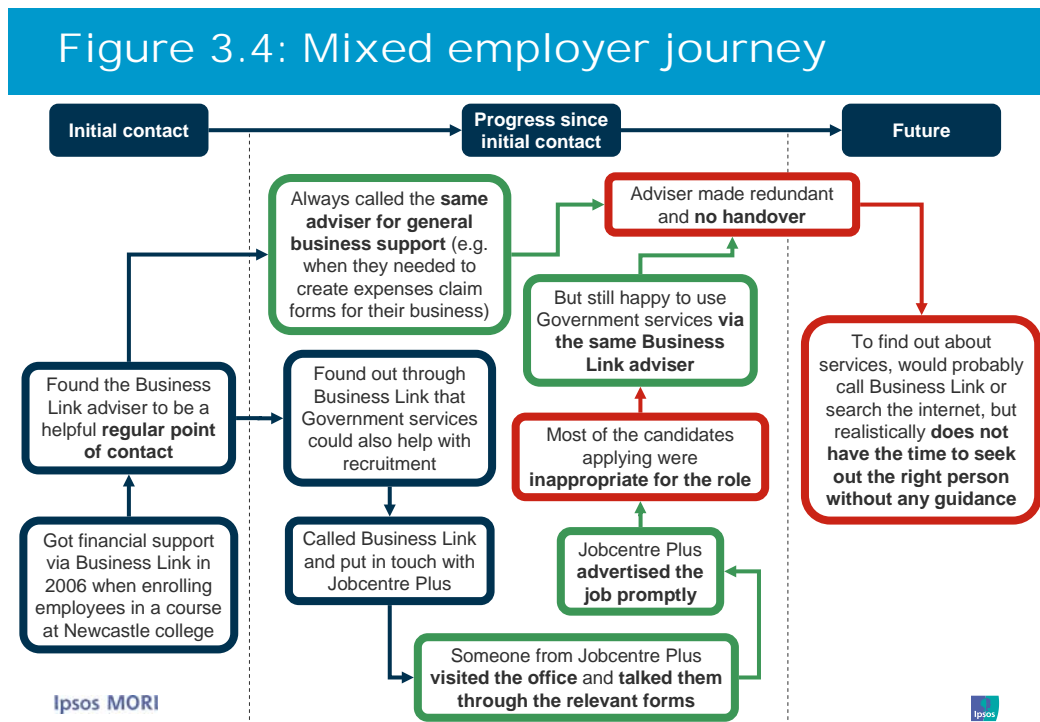 Figure 3.4: Mixed employer journey
Initial contact
Progress since
initial contact
Future
Got financial support
via Business Link in
2006 when enrolling
employees in a course
at Newcastle college
Found the Business
Link adviser to be a
helpful regular point
of contact
Always called the same
adviser for general
business support (e.g.
when they needed to
create expenses claim
forms for their business)
Found out through
Business Link that
Government services
could also help with
recruitment
Called Business Link
and put in touch with
Jobcentre Plus
Someone from Jobcentre Plus
visited the office and talked them
through the relevant forms
Jobcentre Plus
advertised the
job promptly
Most of the candidates
applying were
inappropriate for the role
But still happy to use
Government services via
the same Business
Link adviser
Adviser made redundant
and no handover
To find out about
services, would probably
call Business Link or
search the internet, but
realistically does not
have the time to seek
out the right person
without any guidance
Ipsos MORI
Ipsos